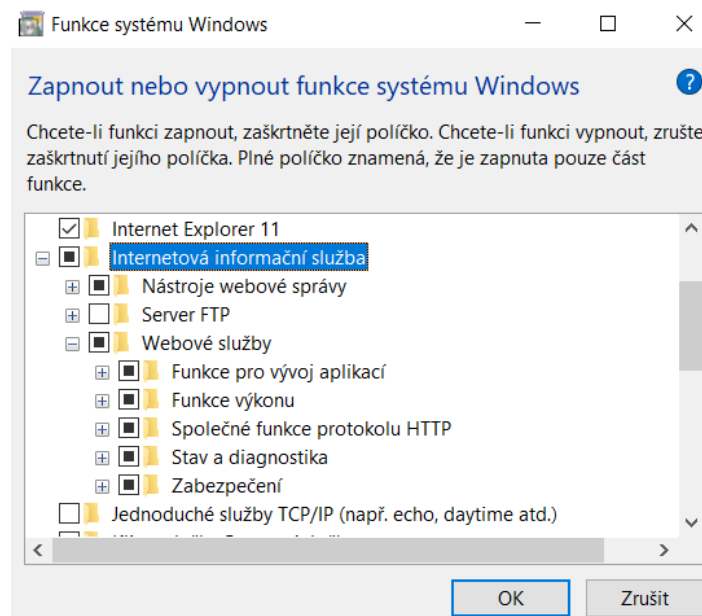 Funkce systému Windows
Zapnout nebo vypnout funkce systému Windows
?
Chcete-li funkci zapnout, zaškrtněte její políčko. Chcete-li funkci vypnout, zrušte
zaškrtnutí jejího políčka. Plné políčko znamená, že je zapnuta pouze část
funkce.
Internet Explorer 11
Internetová informační služba
Nástroje webové správy
Server FTP
Webové služby
Funkce pro vývoj aplikací
Funkce výkonu
Společné funkce protokolu HTTP
Stav a diagnostika
Zabezpečení
Jednoduché služby TCP/IP (např. echo, daytime atd.)
OK
Zrušit